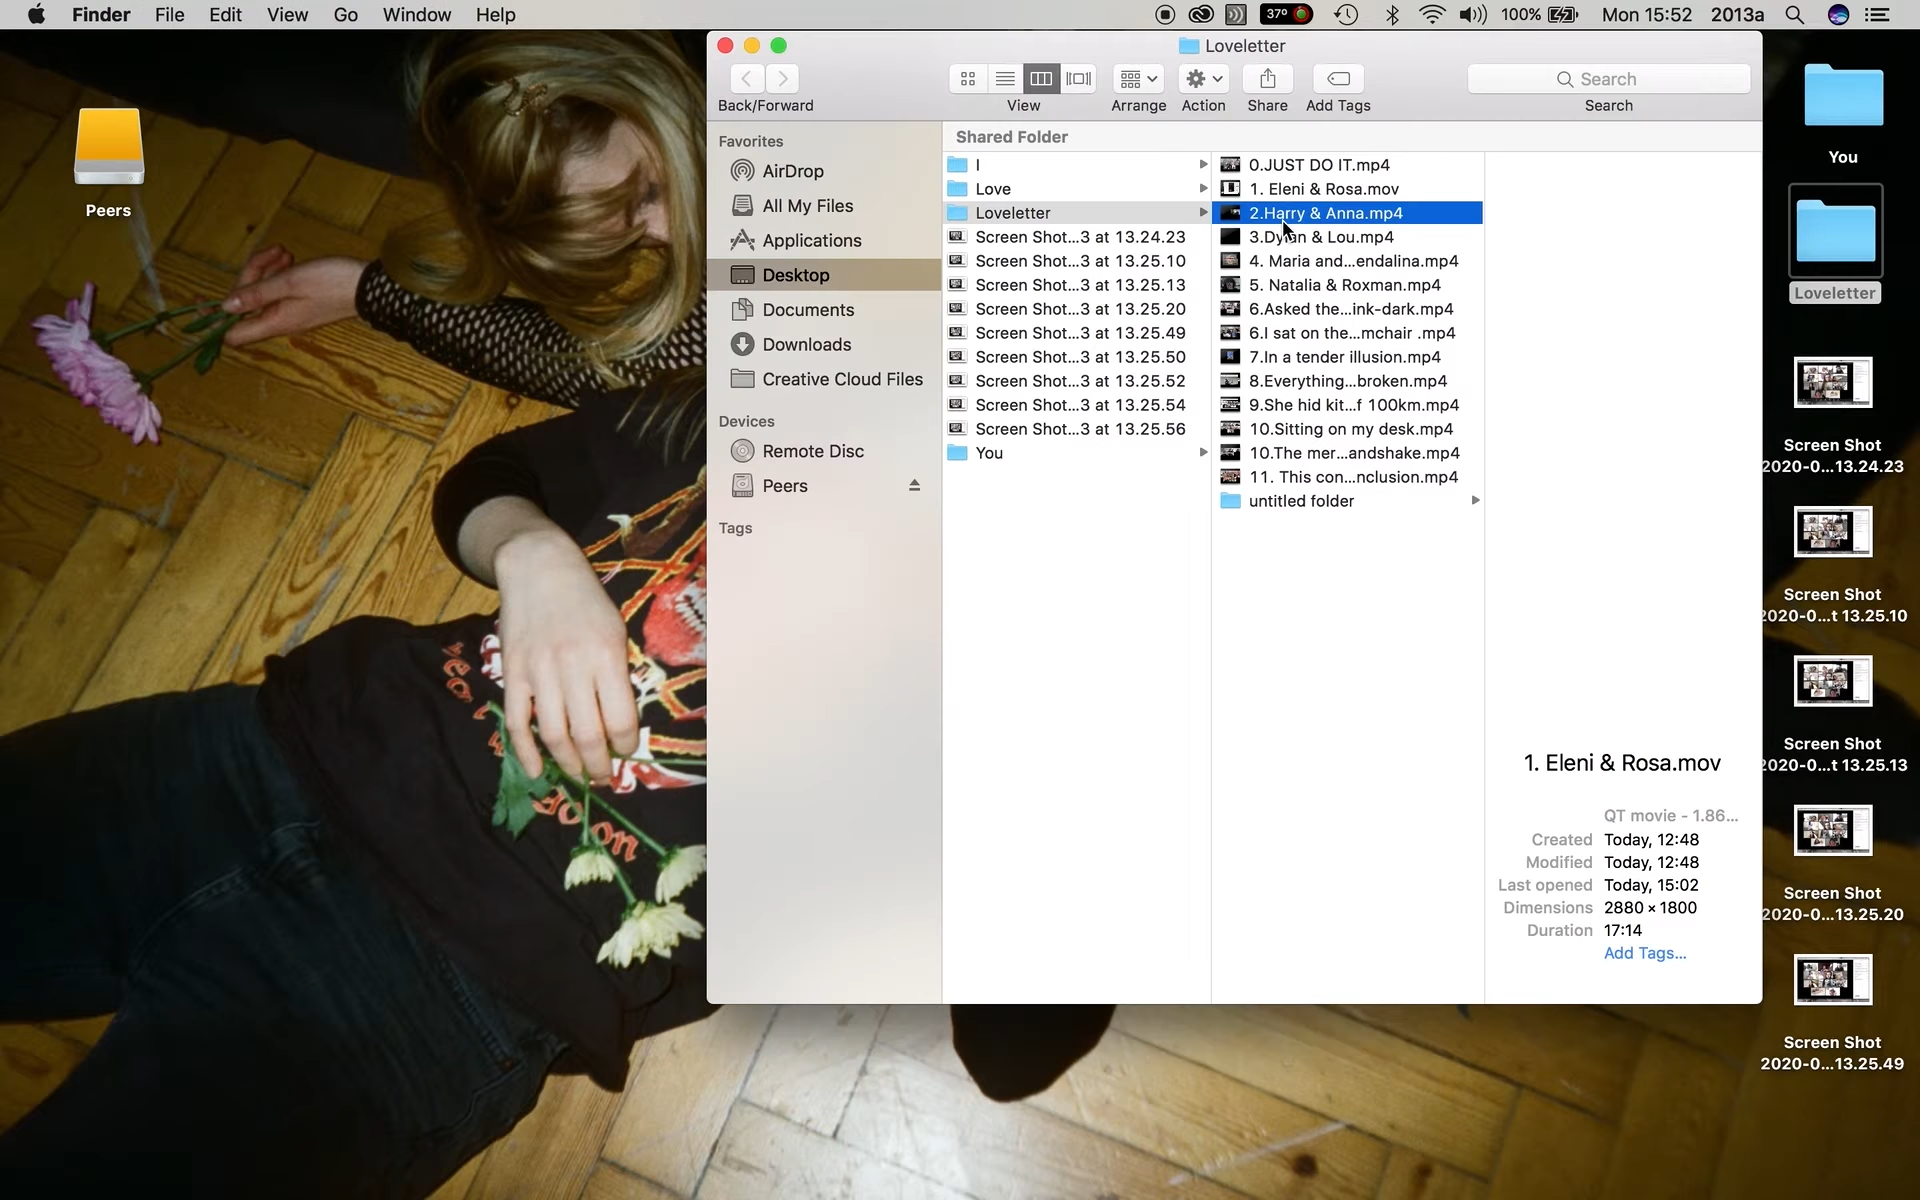 Finder File Edit View Go Window Help 37° 100% Mon 15:52 2013a
Loveletter
Back/Forward View Arrange Action Share Add Tags Search
Search
Favorites
AirDrop
All My Files
Applications
Desktop
Documents
Downloads
Creative Cloud Files
Devices
Remote Disc
Peers
Tags
Shared Folder
I
Love
Loveletter
Screen Shot...3 at 13.24.23
Screen Shot...3 at 13.25.10
Screen Shot...3 at 13.25.13
Screen Shot...3 at 13.25.20
Screen Shot...3 at 13.25.49
Screen Shot...3 at 13.25.50
Screen Shot...3 at 13.25.52
Screen Shot...3 at 13.25.54
Screen Shot...3 at 13.25.56
You
0.JUST DO IT.mp4
1. Eleni & Rosa.mov
2.Harry & Anna.mp4
3.Dylan & Lou.mp4
4. Maria and...endalina.mp4
5. Natalia & Roxman.mp4
6.Asked the...ink-dark.mp4
6.I sat on the...mchair .mp4
7.In a tender illusion.mp4
8.Everything...broken.mp4
9.She hid kit...f 100km.mp4
10.Sitting on my desk.mp4
10.The mer...andshake.mp4
11. This con...nclusion.mp4
untitled folder
1. Eleni & Rosa.mov
QT movie - 1.86...
Created Today, 12:48
Modified Today, 12:48
Last opened Today, 15:02
Dimensions 2880 × 1800
Duration 17:14
Add Tags...
Peers
You
Loveletter
Screen Shot
2020-0...13.24.23
Screen Shot
2020-0...t 13.25.10
Screen Shot
2020-0...t 13.25.13
Screen Shot
2020-0...13.25.20
Screen Shot
2020-0...13.25.49